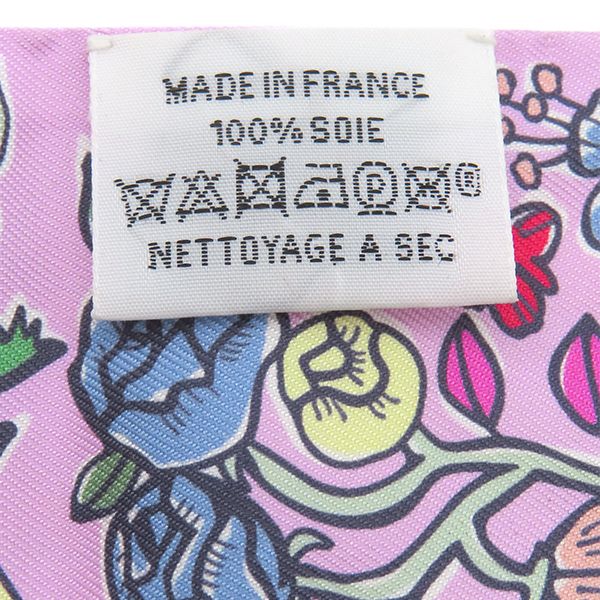 MADE IN FRANCE
100% SOIE
P ®
NETTOYAGE A SEC